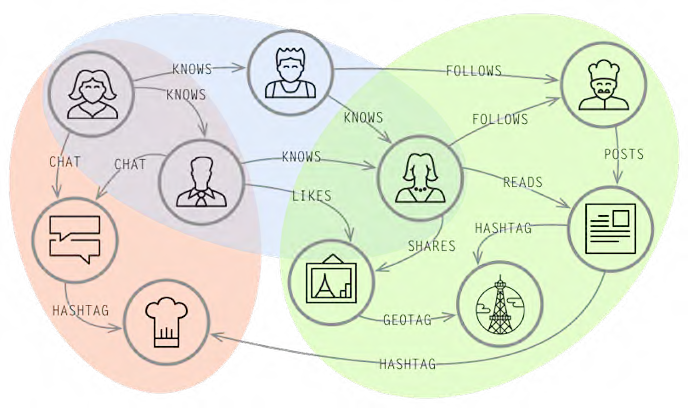 KNOWS
FOLLOWS
KNOWS
KNOWS
FOLLOWS
CHAT
CHAT
KNOWS
POSTS
READS
LIKES
HASHTAG
SHARES
HASHTAG
GEOTAG
HASHTAG